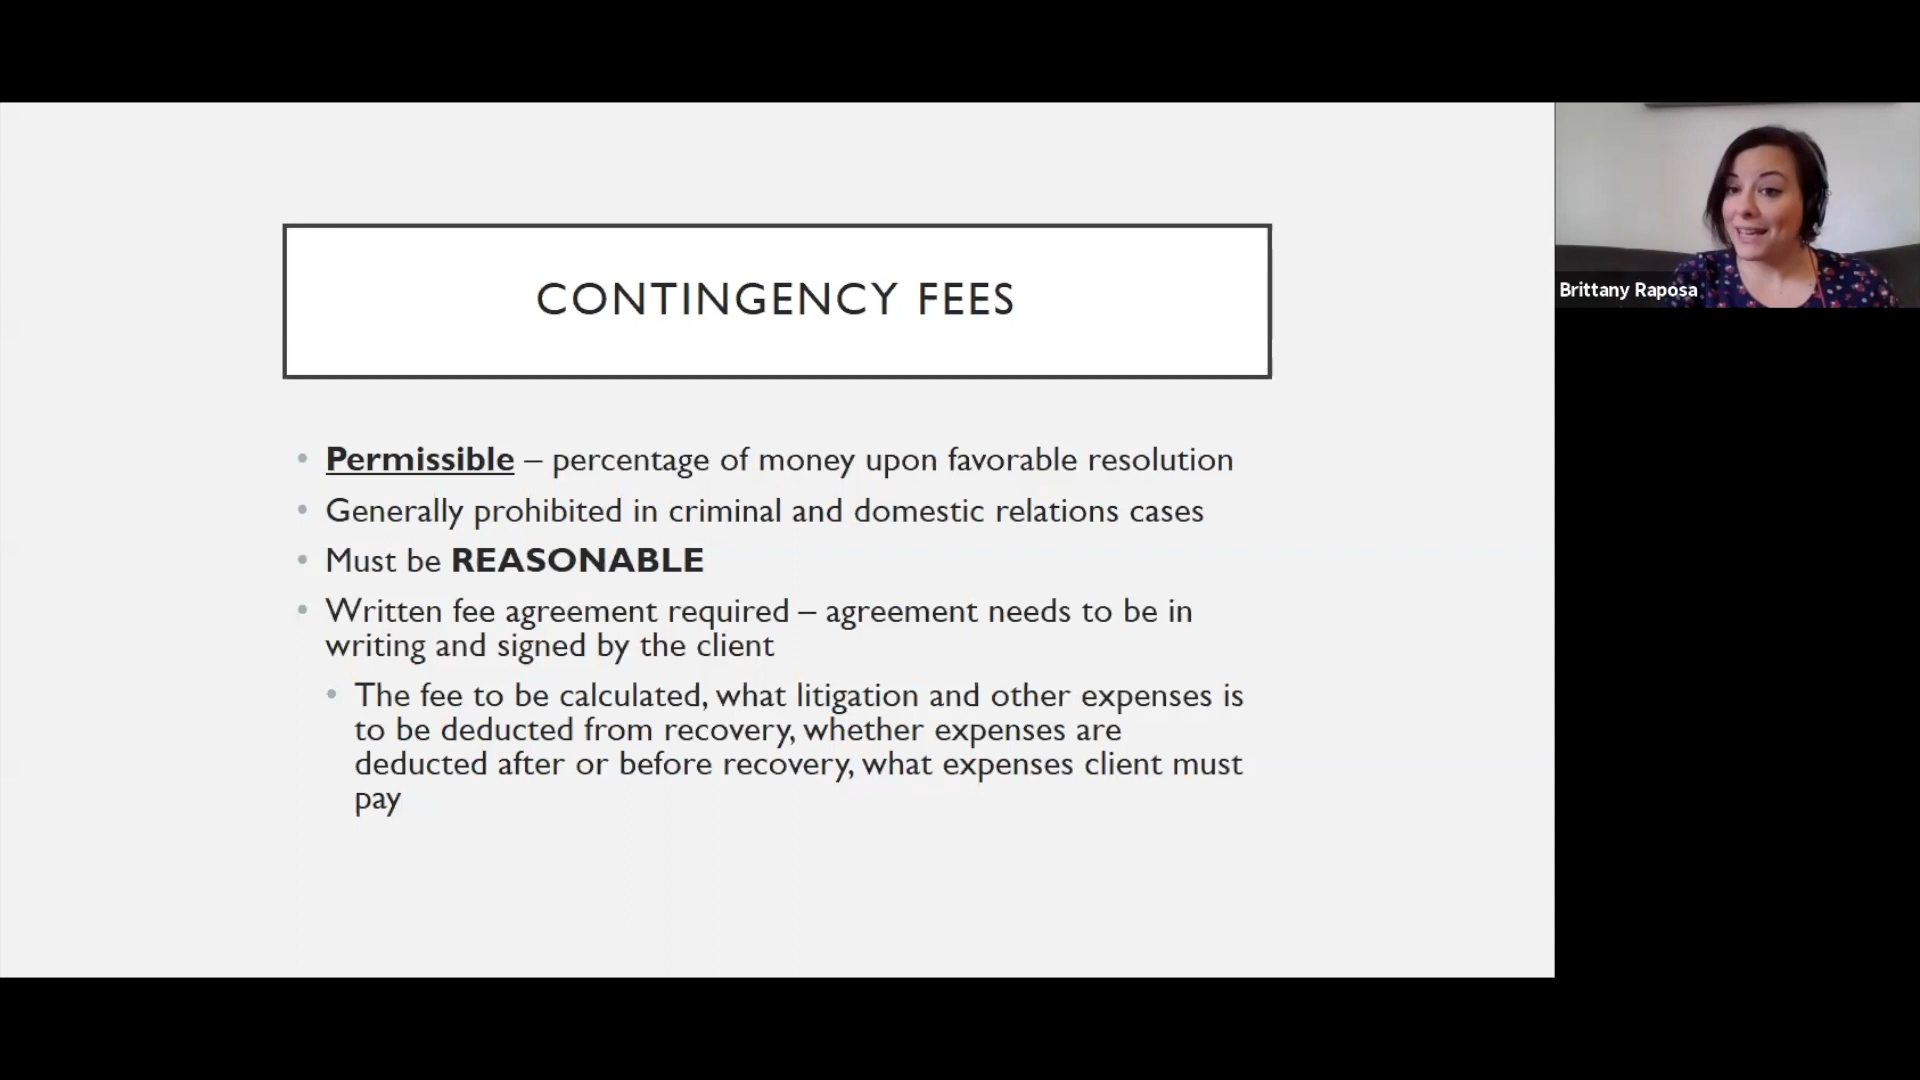 CONTINGENCY FEES
• Permissible – percentage of money upon favorable resolution
• Generally prohibited in criminal and domestic relations cases
• Must be REASONABLE
• Written fee agreement required – agreement needs to be in
writing and signed by the client
• The fee to be calculated, what litigation and other expenses is
to be deducted from recovery, whether expenses are
deducted after or before recovery, what expenses client must
pay
Brittany Raposa